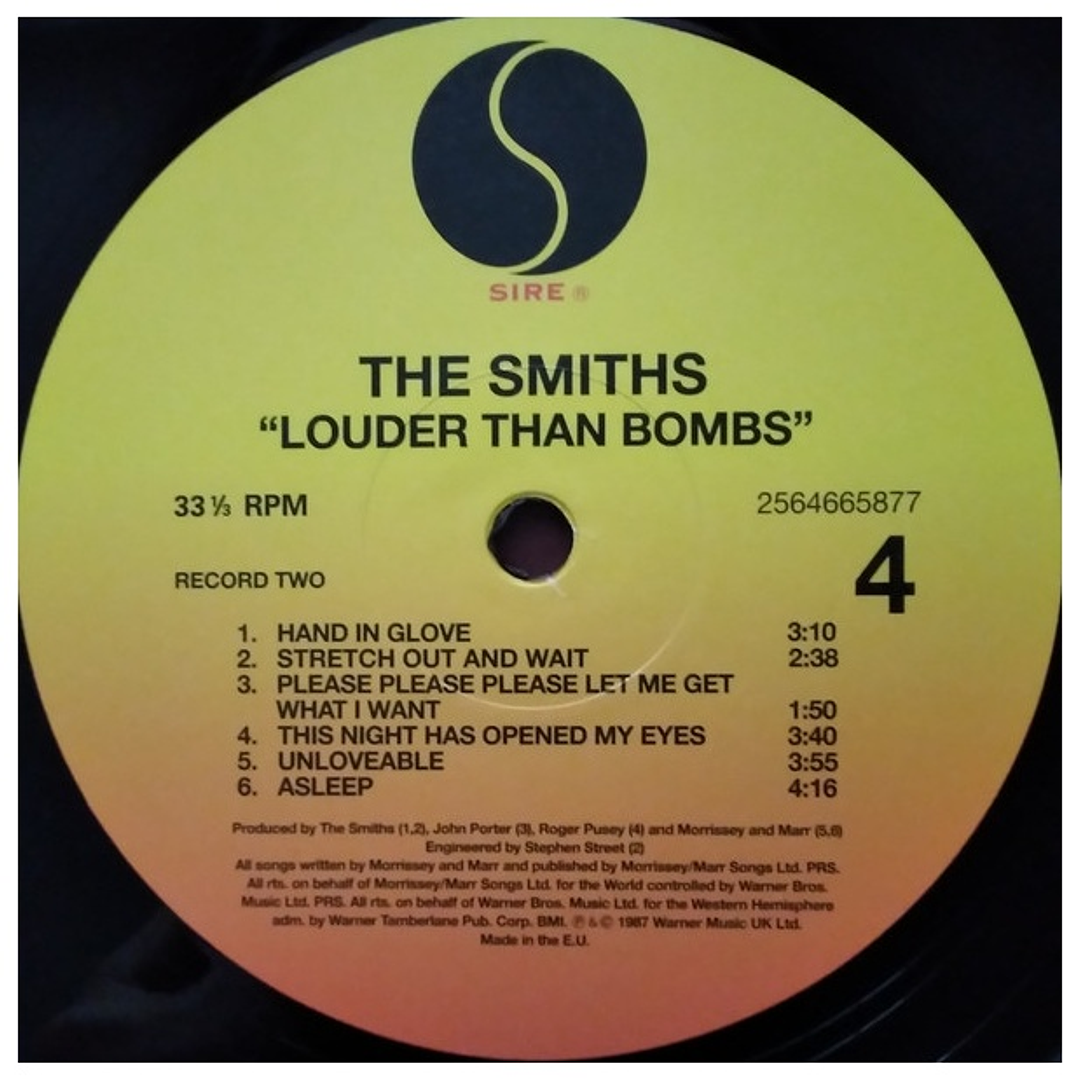 SIRE ®
THE SMITHS
“LOUDER THAN BOMBS”
33⅓ RPM
2564665877
RECORD TWO
4
1. HAND IN GLOVE 3:10
2. STRETCH OUT AND WAIT 2:38
3. PLEASE PLEASE PLEASE LET ME GET
WHAT I WANT 1:50
4. THIS NIGHT HAS OPENED MY EYES 3:40
5. UNLOVEABLE 3:55
6. ASLEEP 4:16
Produced by The Smiths (1,2), John Porter (3), Roger Pusey (4) and Morrissey and Marr (5,6)
Engineered by Stephen Street (2)
All songs written by Morrissey and Marr and published by Morrissey/Marr Songs Ltd. PRS.
All rts. on behalf of Morrissey/Marr Songs Ltd. for the World controlled by Warner Bros.
Music Ltd. PRS. All rts. on behalf of Warner Bros. Music Ltd. for the Western Hemisphere
adm. by Warner Tamberlane Pub. Corp. BMI. ℗ & © 1987 Warner Music UK Ltd.
Made in the E.U.